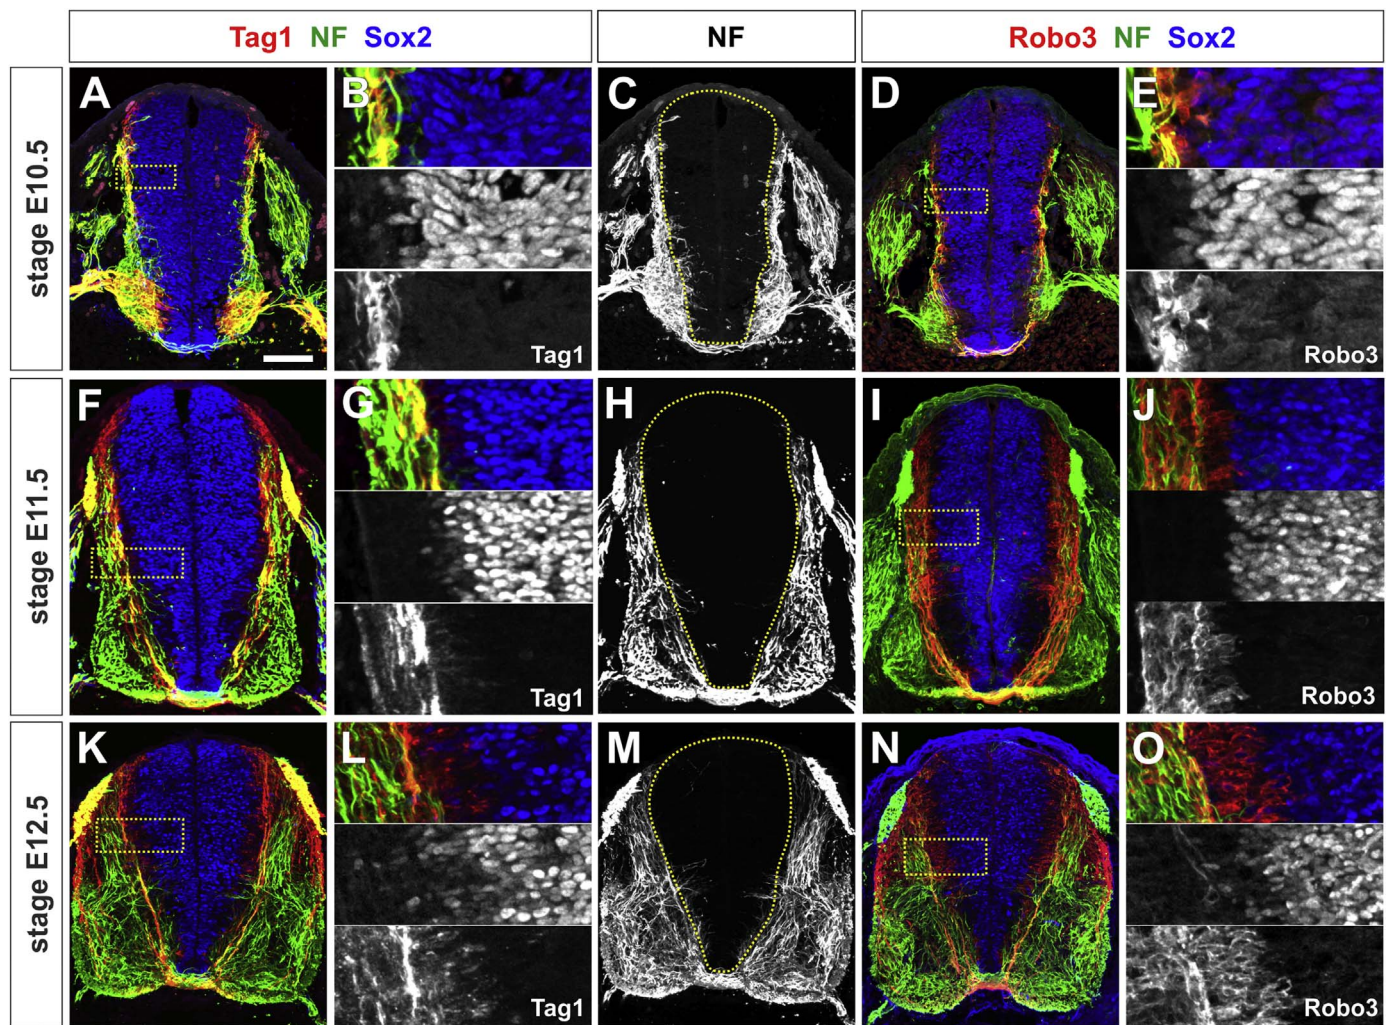 Tag1 NF Sox2
NF
Robo3 NF Sox2
stage E10.5
A
B
Tag1
C
D
E
Robo3
stage E11.5
F
G
Tag1
H
I
J
Robo3
stage E12.5
K
L
Tag1
M
N
O
Robo3